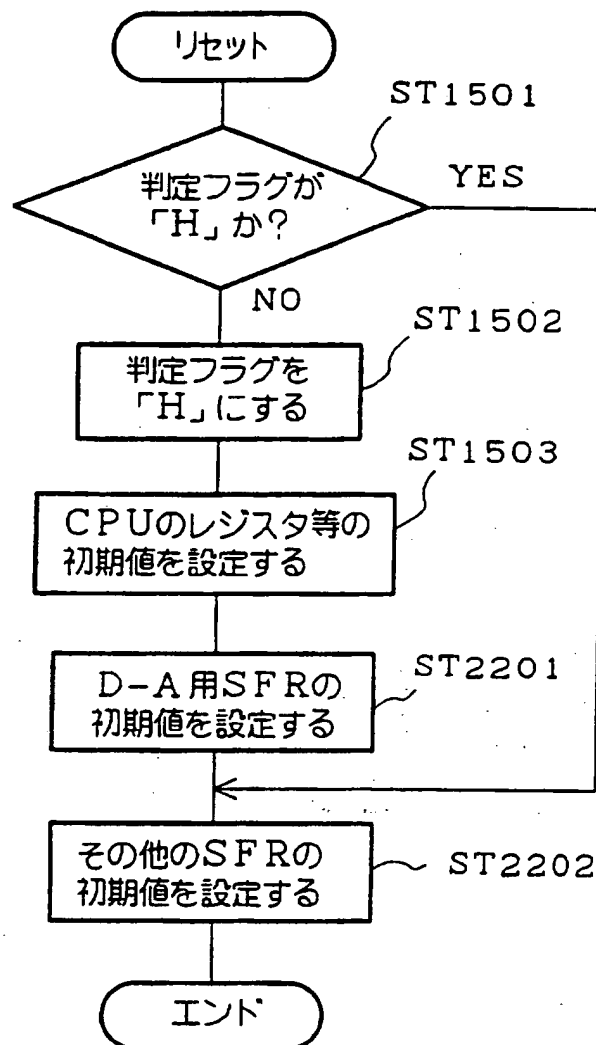 リセット
ST1501
判定フラグが
「H」か?
YES
NO
ST1502
判定フラグを
「H」にする
ST1503
CPUのレジスタ等の
初期値を設定する
ST2201
D-A用SFRの
初期値を設定する
その他のSFRの
初期値を設定する
ST2202
エンド